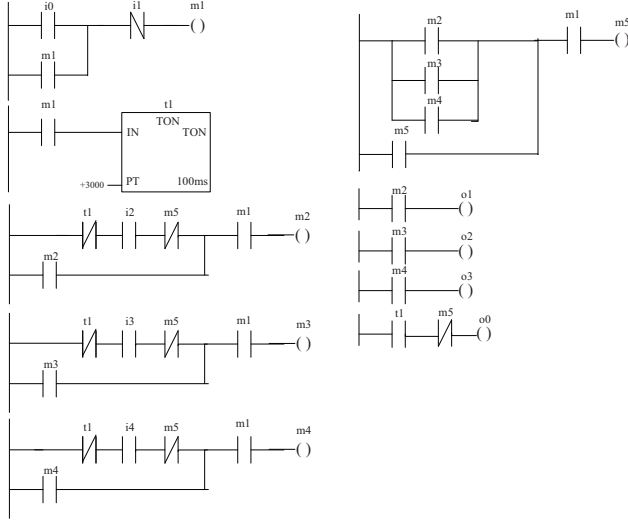 i0 i1 m1
( )
m1
m1 t1
TON
IN TON
+3000 PT 100ms
t1 i2 m5 m1 m2
( )
m2
t1 i3 m5 m1 m3
( )
m3
t1 i4 m5 m1 m4
( )
m4
m2 m1 m5
( )
m3
m4
m5
m2 o1
( )
m3 o2
( )
m4 o3
( )
t1 m5 o0
( )